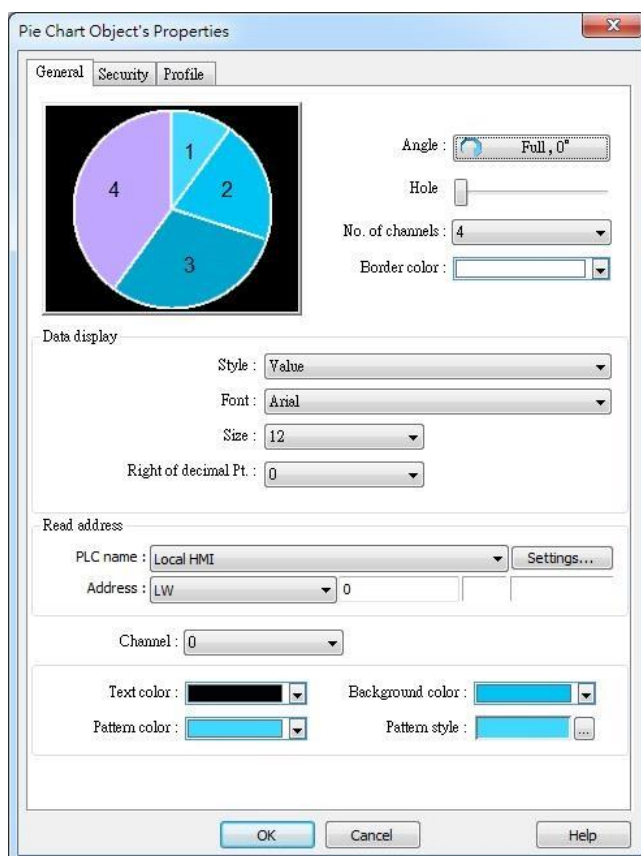 Pie Chart Object's Properties
General Security Profile
1
2
3
4
Angle : Full , 0°
Hole
No. of channels : 4
Border color :
Data display
Style : Value
Font : Arial
Size : 12
Right of decimal Pt. : 0
Read address
PLC name : Local HMI Settings...
Address : LW 0
Channel : 0
Text color : Background color :
Pattern color : Pattern style : ...
OK Cancel Help